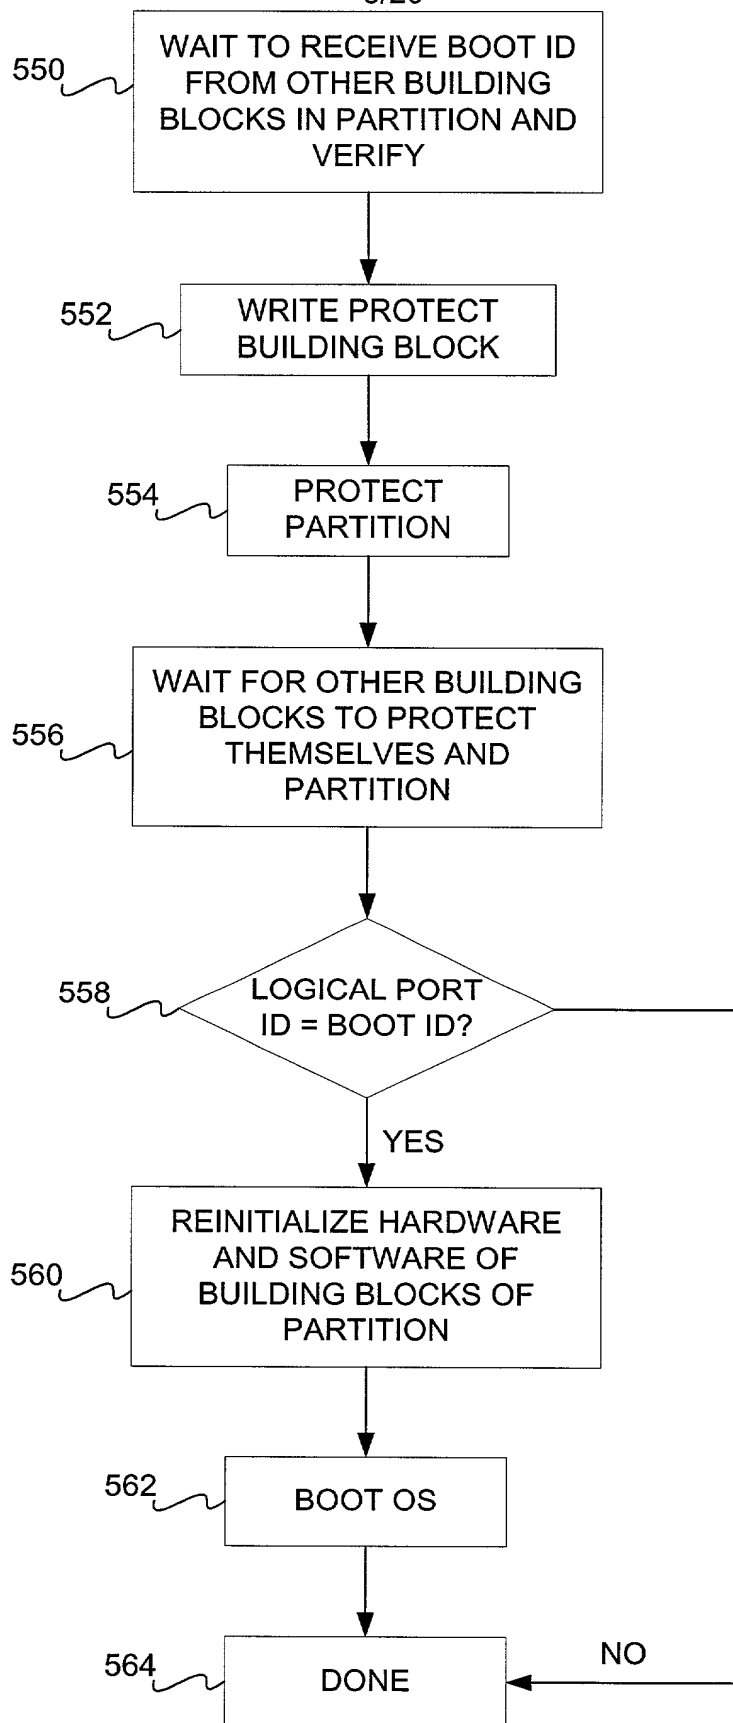 550
WAIT TO RECEIVE BOOT ID
FROM OTHER BUILDING
BLOCKS IN PARTITION AND
VERIFY
552
WRITE PROTECT
BUILDING BLOCK
554
PROTECT
PARTITION
556
WAIT FOR OTHER BUILDING
BLOCKS TO PROTECT
THEMSELVES AND
PARTITION
558
LOGICAL PORT
ID = BOOT ID?
YES
560
REINITIALIZE HARDWARE
AND SOFTWARE OF
BUILDING BLOCKS OF
PARTITION
562
BOOT OS
564
DONE
NO